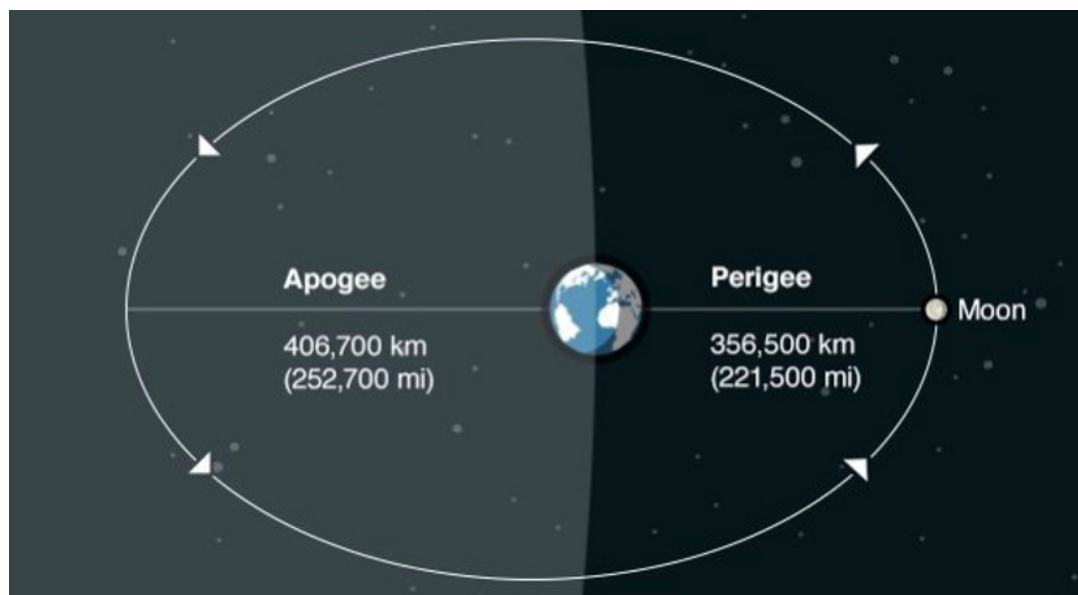 Apogee
406,700 km
(252,700 mi)
Perigee
356,500 km
(221,500 mi)
Moon